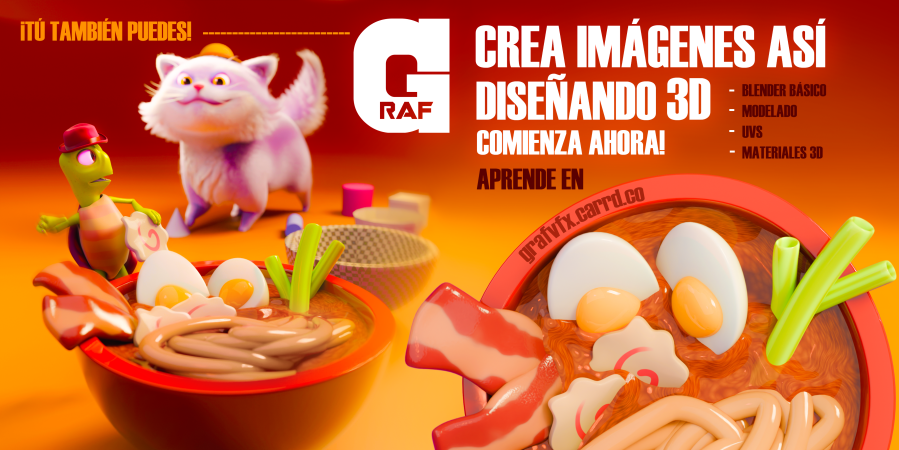 ¡TÚ TAMBIÉN PUEDES!
G
RAF
CREA IMÁGENES ASÍ
DISEÑANDO 3D
COMIENZA AHORA!
APRENDE EN
- BLENDER BÁSICO
- MODELADO
- UVS
- MATERIALES 3D
grafvfx.carrd.co